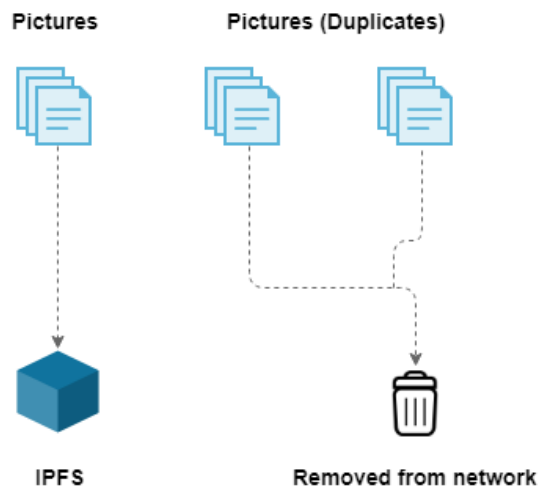 Pictures
Pictures (Duplicates)
IPFS
Removed from network